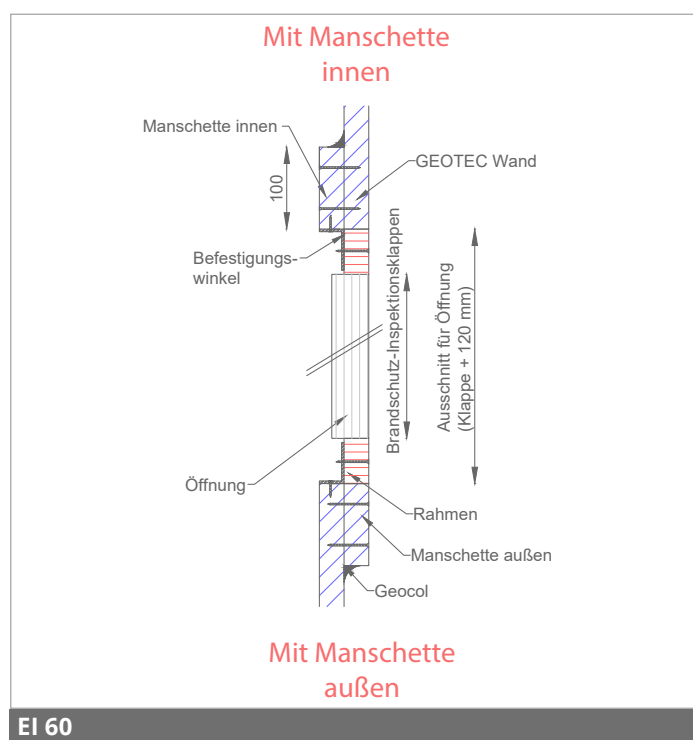 Mit Manschette
innen
Manschette innen
GEOTEC Wand
100
Befestigungs-
winkel
Brandschutz-Inspektionsklappen
Ausschnitt für Öffnung
(Klappe + 120 mm)
Öffnung
Rahmen
Manschette außen
Geocol
Mit Manschette
außen
EI 60